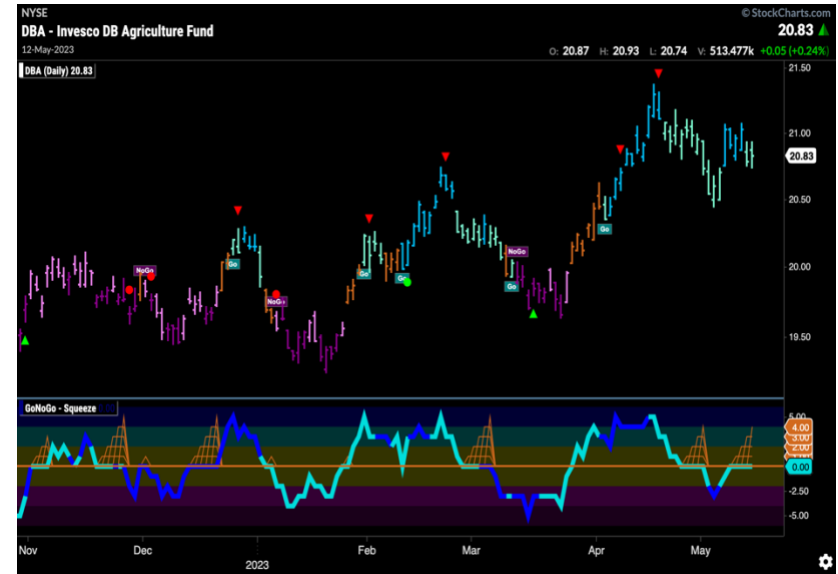 NYSE
© StockCharts.com
DBA - Invesco DB Agriculture Fund
20.83
12-May-2023
O: 20.87 H: 20.93 L: 20.74 V: 513.477k +0.05 (+0.24%)
DBA (Daily) 20.83
21.50
21.00
20.83
20.50
20.00
19.50
NoGo
Go
NoGo
Go
Go
NoGo
Go
Go
GoNoGo - Squeeze
5.00
4.00
3.00
2.00
0.00
-2.50
-5.00
Nov Dec Feb Mar Apr May
2023